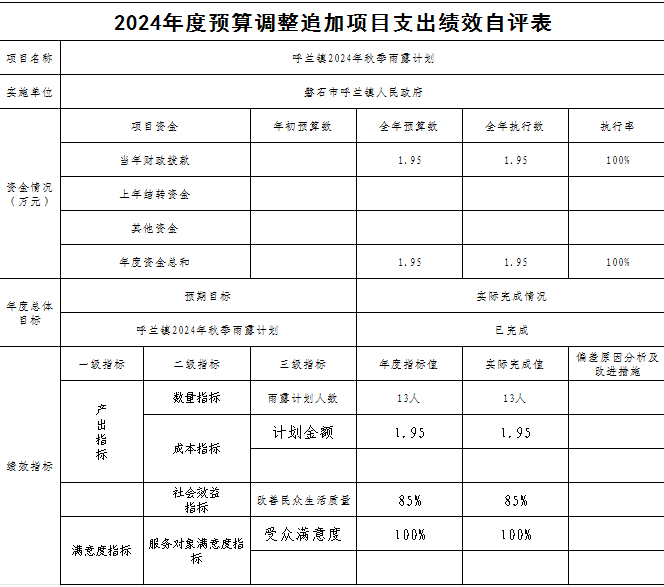 2024年度预算调整追加项目支出绩效自评表
项目名称 呼兰镇2024年秋季雨露计划
实施单位 磐石市呼兰镇人民政府
资金情况
（万元）
项目资金 年初预算数 全年预算数 全年执行数 执行率
当年财政拨款 1.95 1.95 100%
上年结转资金
其他资金
年度资金总和 1.95 1.95 100%
年度总体
目标
预期目标 实际完成情况
呼兰镇2024年秋季雨露计划 已完成
绩效指标
一级指标 二级指标 三级指标 年度指标值 实际完成值 偏差原因分析及
改进措施
产
出
指
标
数量指标 雨露计划人数 13人 13人
成本指标 计划金额 1.95 1.95
社会效益
指标
改善民众生活质量 85% 85%
满意度指标 服务对象满意度指
标
受众满意度 100% 100%